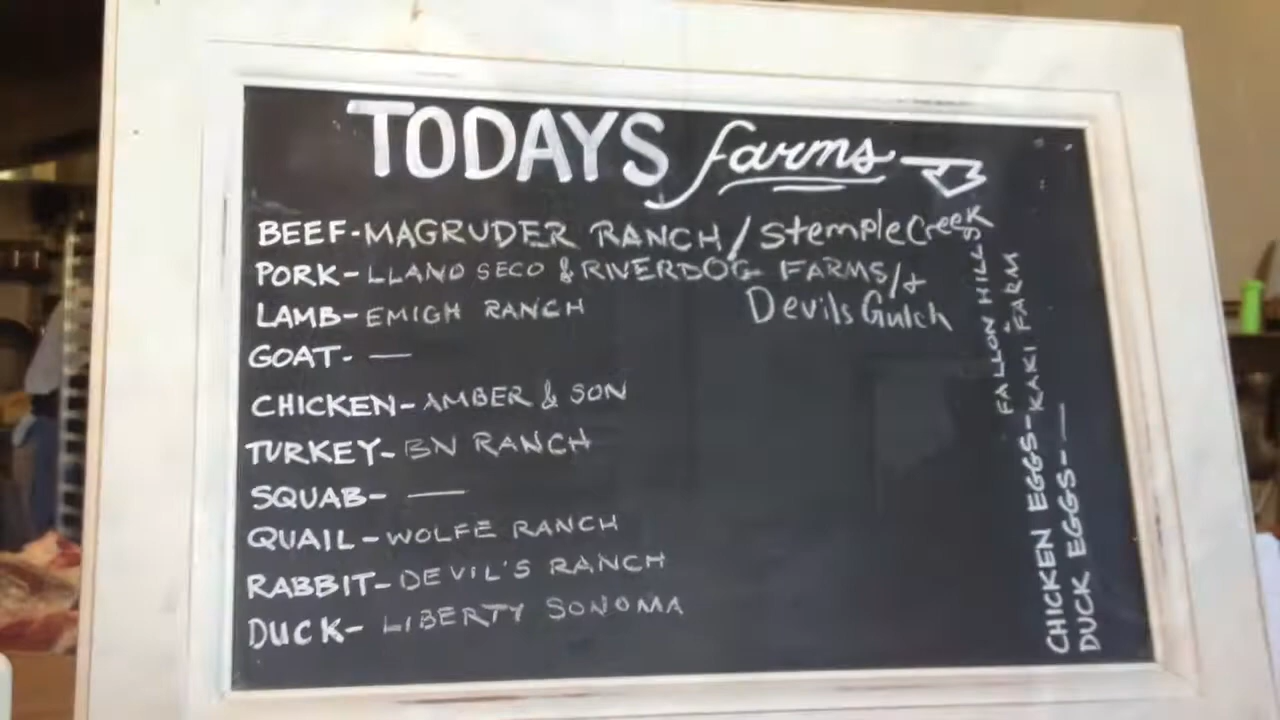 TODAYS farms
BEEF-MAGRUDER RANCH/StempleCreek
PORK-LLANO SECO & RIVERDOG FARMS/+
Devils Gulch
LAMB-EMIGH RANCH
GOAT- —
CHICKEN-AMBER & SON
TURKEY-BN RANCH
SQUAB- —
QUAIL-WOLFE RANCH
RABBIT-DEVIL'S RANCH
DUCK-LIBERTY SONOMA
FALLON HILLS
CHICKEN EGGS-KAKI FARM
DUCK EGGS- —